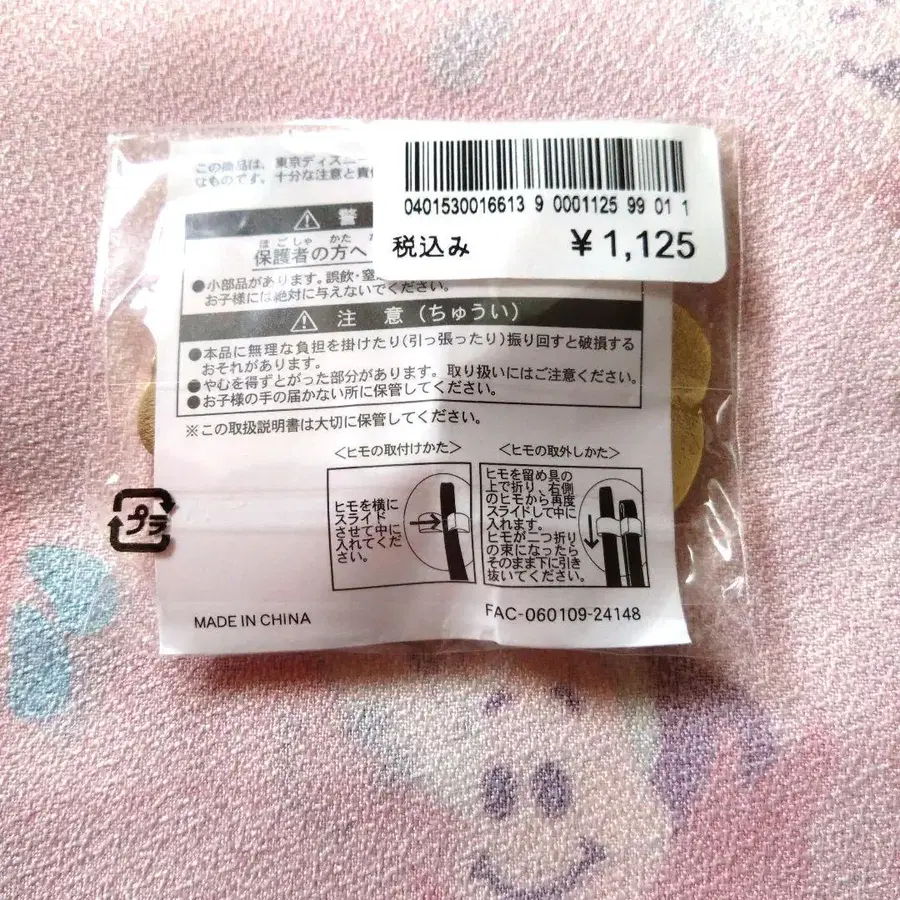 この商品は、東京ディズニー
なものです。十分な注意と責任
0401530016613 9 0001125 99 01 1
税込み ¥1,125
警
ほごしゃ かた
保護者の方へ
●小部品があります。誤飲・窒
お子様には絶対に与えないでください。
注 意（ちゅうい）
●本品に無理な負担を掛けたり(引っ張ったり)振り回すと破損する
おそれがあります。
●やむを得ずとがった部分があります。取り扱いにはご注意ください。
●お子様の手の届かない所に保管してください。
※この取扱説明書は大切に保管してください。
<ヒモの取付けかた>
ヒモを横に
スライド
させて中に
入れてくだ
さい。
<ヒモの取外しかた>
ヒモを留め具の
上で折り、右側
のヒモから再度
スライドして中に
入れます。
ヒモが二つ折り
の束になったら
そのまま下に引き
抜いてください。
プラ
MADE IN CHINA
FAC-060109-24148